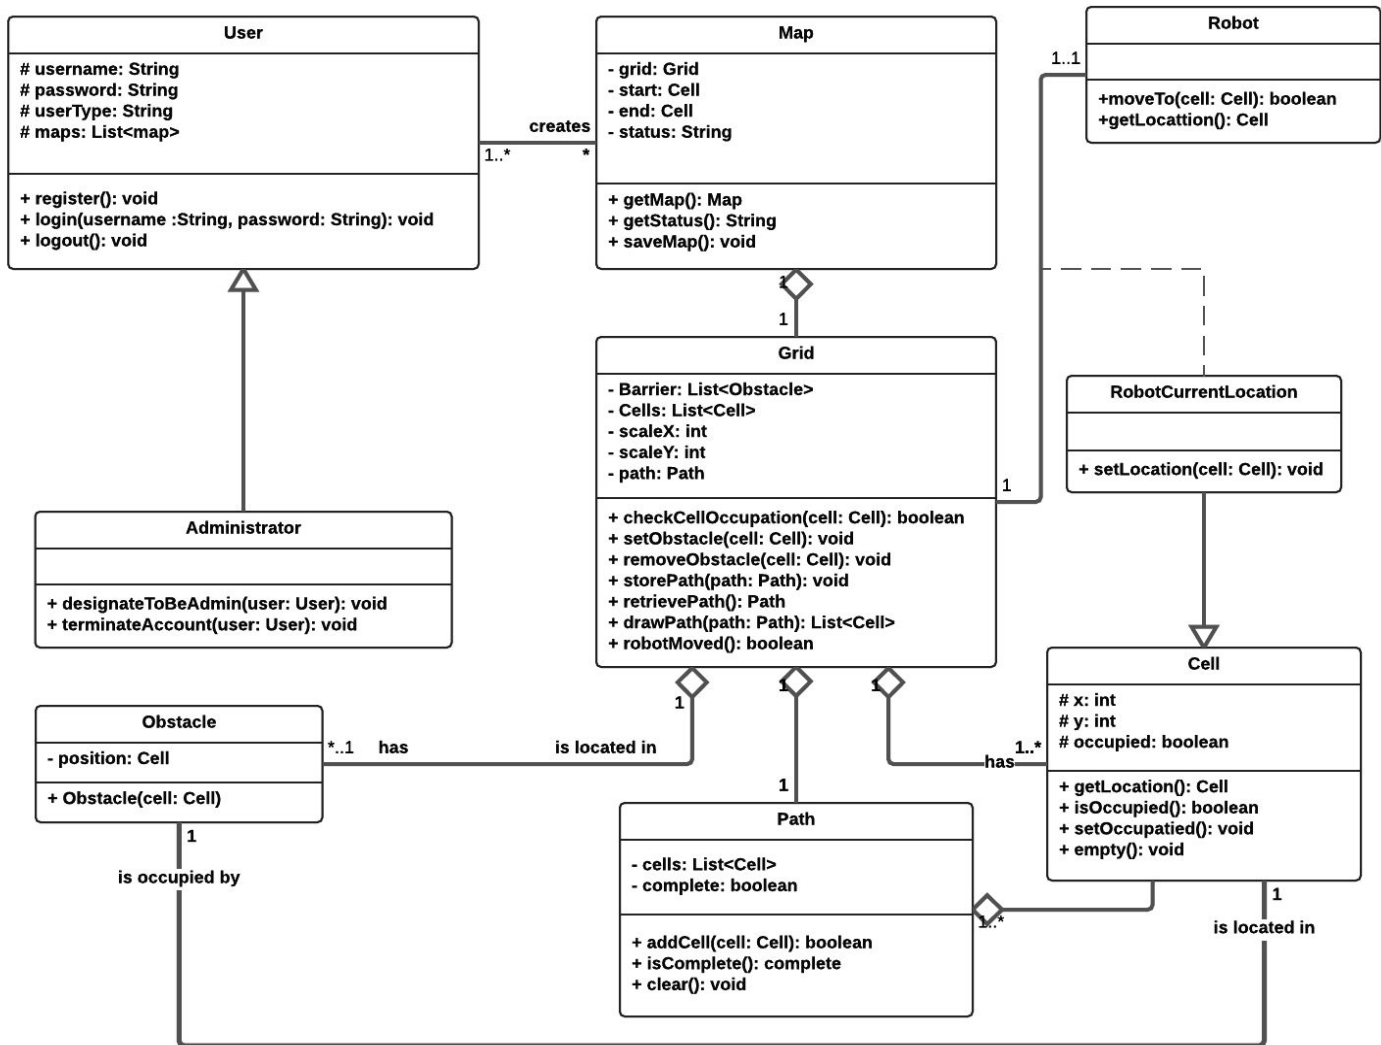 User
# username: String
# password: String
# userType: String
# maps: List<map>
+ register(): void
+ login(username :String, password: String): void
+ logout(): void
creates
1..*
*
Map
- grid: Grid
- start: Cell
- end: Cell
- status: String
+ getMap(): Map
+ getStatus(): String
+ saveMap(): void
1..1
Robot
+moveTo(cell: Cell): boolean
+getLocattion(): Cell
1
1
Grid
- Barrier: List<Obstacle>
- Cells: List<Cell>
- scaleX: int
- scaleY: int
- path: Path
+ checkCellOccupation(cell: Cell): boolean
+ setObstacle(cell: Cell): void
+ removeObstacle(cell: Cell): void
+ storePath(path: Path): void
+ retrievePath(): Path
+ drawPath(path: Path): List<Cell>
+ robotMoved(): boolean
1
RobotCurrentLocation
+ setLocation(cell: Cell): void
Administrator
+ designateToBeAdmin(user: User): void
+ terminateAccount(user: User): void
1
1
1
Obstacle
- position: Cell
+ Obstacle(cell: Cell)
*..1
has
is located in
1..*
has
Cell
# x: int
# y: int
# occupied: boolean
+ getLocation(): Cell
+ isOccupied(): boolean
+ setOccupatied(): void
+ empty(): void
1
Path
- cells: List<Cell>
- complete: boolean
+ addCell(cell: Cell): boolean
+ isComplete(): complete
+ clear(): void
1..*
1
is occupied by
1
is located in